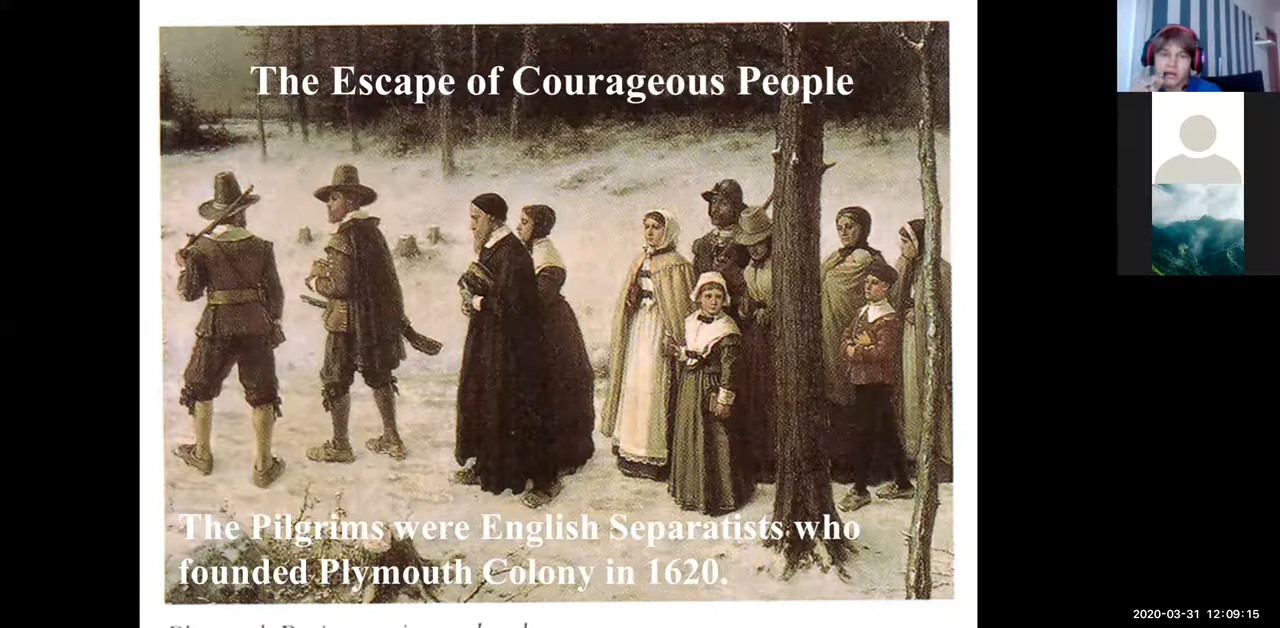 The Escape of Courageous People
The Pilgrims were English Separatists who
founded Plymouth Colony in 1620.
2020-03-31 12:09:15